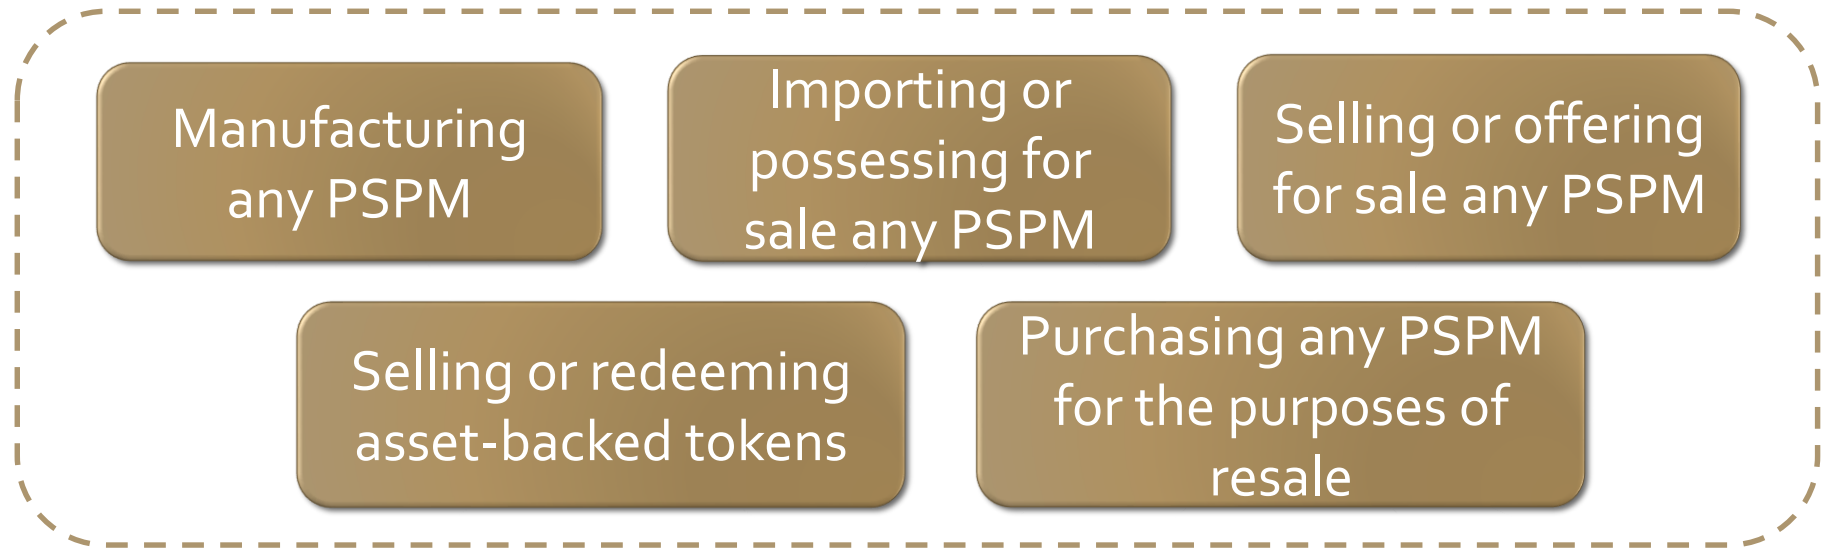 Manufacturing
any PSPM
Importing or
possessing for
sale any PSPM
Selling or offering
for sale any PSPM
Selling or redeeming
asset-backed tokens
Purchasing any PSPM
for the purposes of
resale